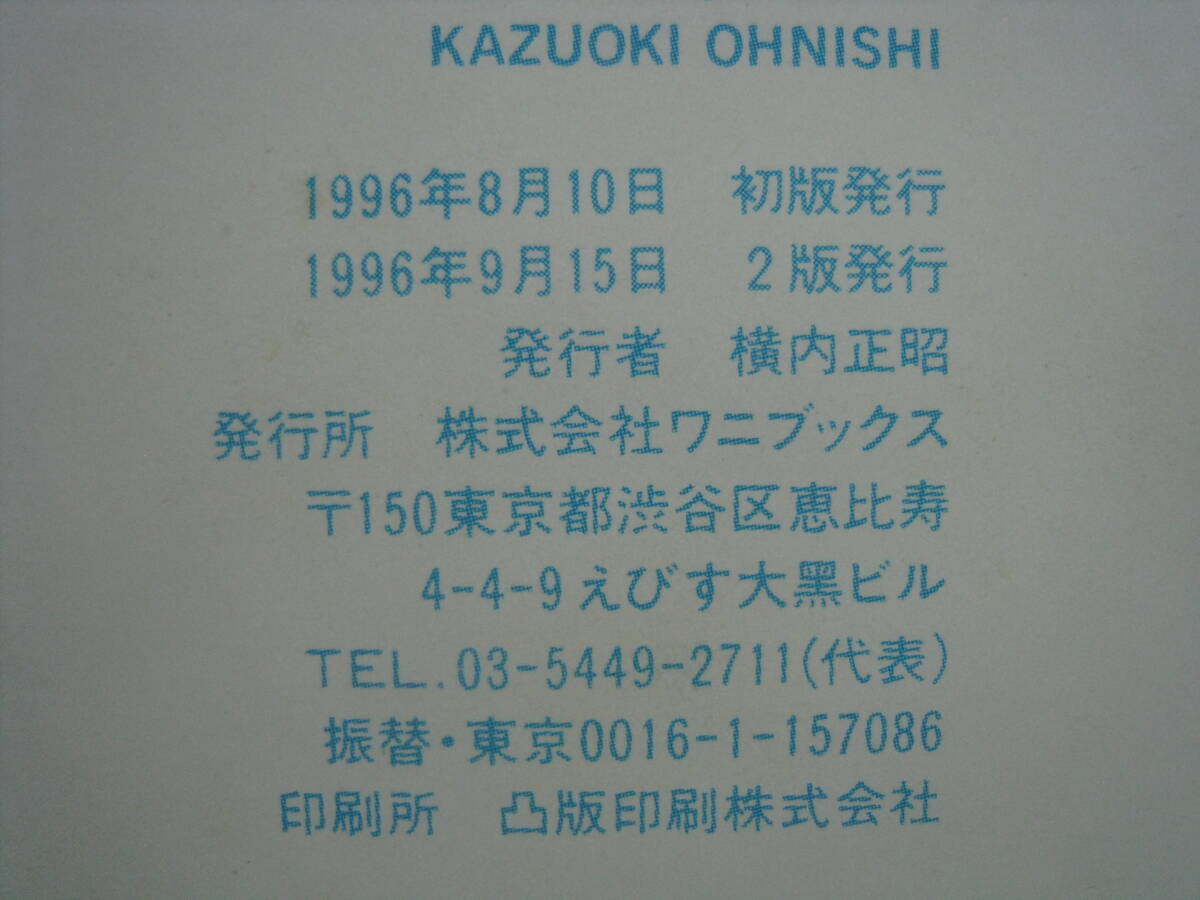 KAZUOKI OHNISHI
1996年8月10日　初版発行
1996年9月15日　2版発行
発行者　横内正昭
発行所　株式会社ワニブックス
〒150東京都渋谷区恵比寿
4-4-9えびす大黒ビル
TEL.03-5449-2711(代表)
振替・東京0016-1-157086
印刷所　凸版印刷株式会社